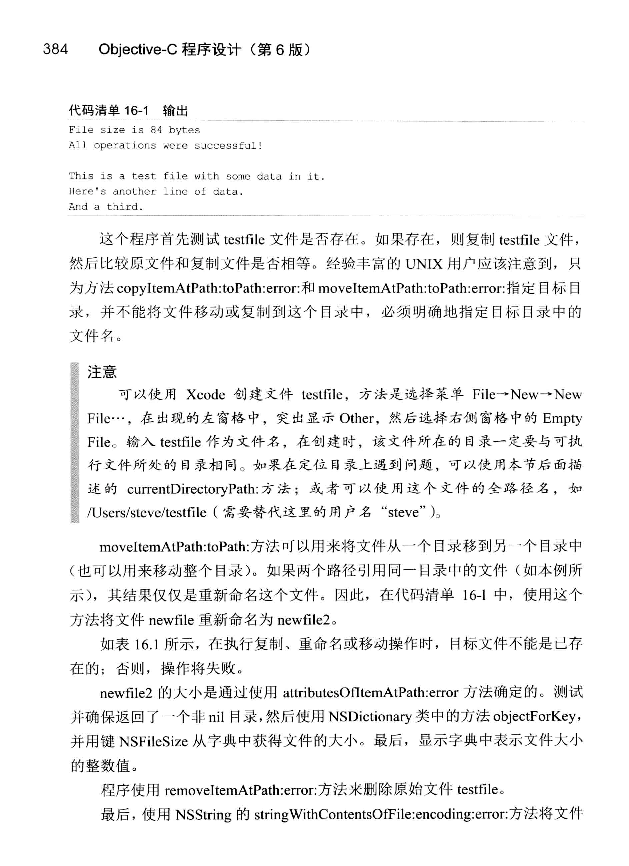 384 Objective-C 程序设计（第 6 版）
代码清单 16-1 输出
File size is 84 bytes
All operations were successful!
This is a test file with some data in it.
Here's another line of data.
And a third.
这个程序首先测试 testfile 文件是否存在。如果存在，则复制 testfile 文件，
然后比较原文件和复制文件是否相等。经验丰富的 UNIX 用户应该注意到，只
为方法 copyItemAtPath:toPath:error:和 moveItemAtPath:toPath:error:指定目标目
录，并不能将文件移动或复制到这个目录中，必须明确地指定目标目录中的
文件名。
注意
可以使用 Xcode 创建文件 testfile，方法是选择菜单 File→New→New
File…，在出现的左窗格中，突出显示 Other，然后选择右侧窗格中的 Empty
File。输入 testfile 作为文件名，在创建时，该文件所在的目录一定要与可执
行文件所处的目录相同。如果在定位目录上遇到问题，可以使用本节后面描
述的 currentDirectoryPath:方法；或者可以使用这个文件的全路径名，如
/Users/steve/testfile（需要替代这里的用户名“steve”）。
moveItemAtPath:toPath:方法可以用来将文件从一个目录移到另一个目录中
（也可以用来移动整个目录）。如果两个路径引用同一目录中的文件（如本例所
示），其结果仅仅是重新命名这个文件。因此，在代码清单 16-1 中，使用这个
方法将文件 newfile 重新命名为 newfile2。
如表 16.1 所示，在执行复制、重命名或移动操作时，目标文件不能是已存
在的；否则，操作将失败。
newfile2 的大小是通过使用 attributesOfItemAtPath:error 方法确定的。测试
并确保返回了一个非 nil 目录，然后使用 NSDictionary 类中的方法 objectForKey，
并用键 NSFileSize 从字典中获得文件的大小。最后，显示字典中表示文件大小
的整数值。
程序使用 removeItemAtPath:error:方法来删除原始文件 testfile。
最后，使用 NSString 的 stringWithContentsOfFile:encoding:error:方法将文件